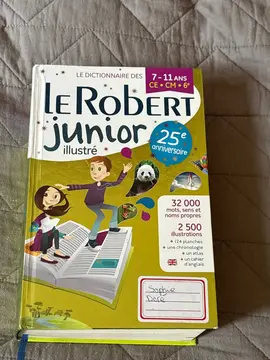 LE DICTIONNAIRE DES
7-11 ANS
CE • CM • 6e
LE ROBERT
junior
illustré
25e
anniversaire
32 000
mots, sens et
noms propres
2 500
illustrations
+ 14 planches
+ une chronologie
+ un atlas
+ un cahier
d'anglais
Sophie